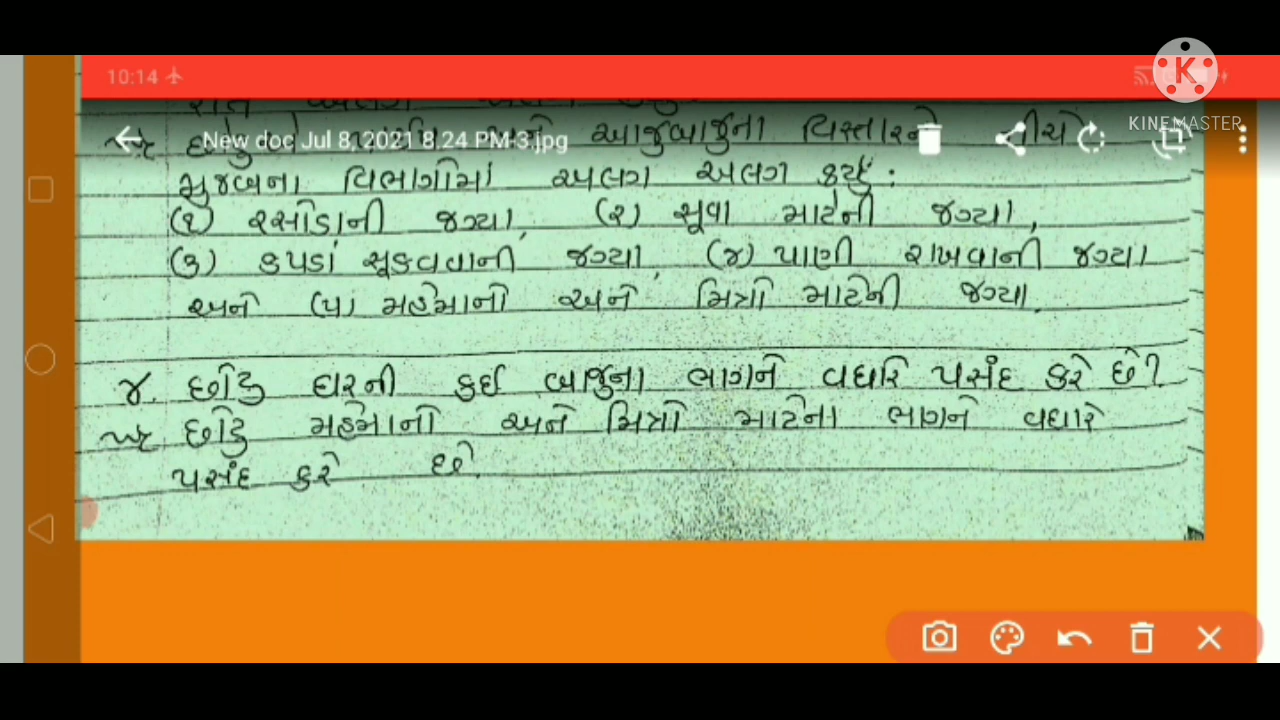 10:14
KINEMASTER
New doc Jul 8, 2021 8.24 PM-3.jpg
આજુબાજુના વિસ્તારને નીચે
મુજબના વિભાગોમાં અલગ અલગ કર્યું :
(૧) રસોડાની જગ્યા, (૨) સૂવા માટેની જગ્યા,
(૩) કપડાં સૂકવવાની જગ્યા, (૪) પાણી રાખવાની જગ્યા
અને (૫) મહેમાનો અને મિત્રો માટેની જગ્યા.
૪. છોટુ ઘરની કઈ બાજુના ભાગને વધારે પસંદ કરે છે?
છોટુ મહેમાનો અને મિત્રો માટેના ભાગને વધારે
પસંદ કરે છે.